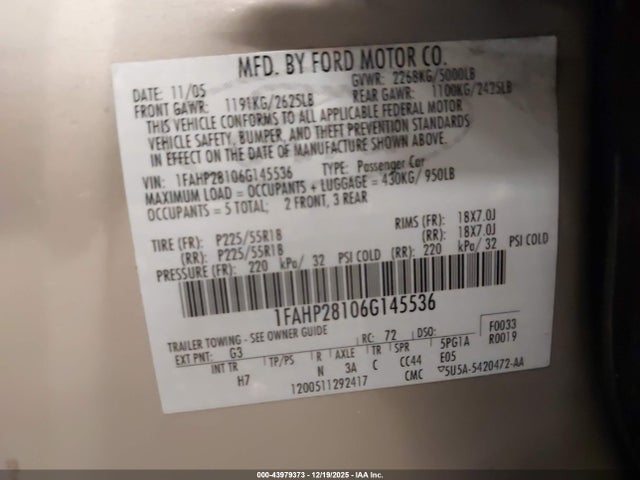 MFD. BY FORD MOTOR CO.
DATE: 11/05 GVWR: 2268KG/5000LB
FRONT GAWR: 1191KG/2625LB REAR GAWR: 1100KG/2425LB
THIS VEHICLE CONFORMS TO ALL APPLICABLE FEDERAL MOTOR
VEHICLE SAFETY, BUMPER, AND THEFT PREVENTION STANDARDS
IN EFFECT ON THE DATE OF MANUFACTURE SHOWN ABOVE.
VIN: 1FAHP28106G145536 TYPE: Passenger Car
MAXIMUM LOAD = OCCUPANTS + LUGGAGE = 430KG/ 950LB
OCCUPANTS = 5 TOTAL; 2 FRONT, 3 REAR
TIRE (FR): P225/55R18 RIMS (FR): 18X7.0J
(RR): P225/55R18 (RR): 18X7.0J
PRESSURE (FR): 220 kPa/ 32 PSI COLD (RR): 220 kPa/ 32 PSI COLD
1FAHP28106G145536
TRAILER TOWING - SEE OWNER GUIDE F0033
EXT PNT: G3 RC: 72 DSO: R0019
INT TR TP/PS R AXLE TR SPR 5PG1A
H7 N 3A C CC44 E05
1200511292417 CMC ▽5U5A-5420472-AA
000-43979373 - 12/19/2025 - IAA Inc.